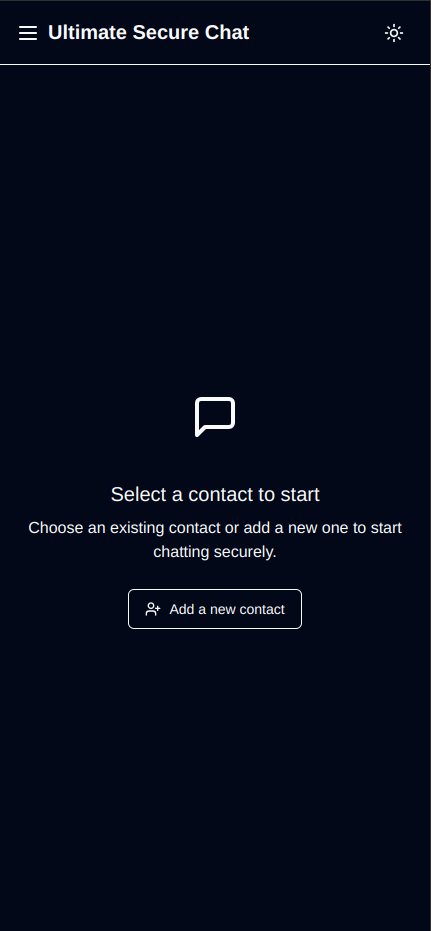 Ultimate Secure Chat
Select a contact to start
Choose an existing contact or add a new one to start
chatting securely.
Add a new contact